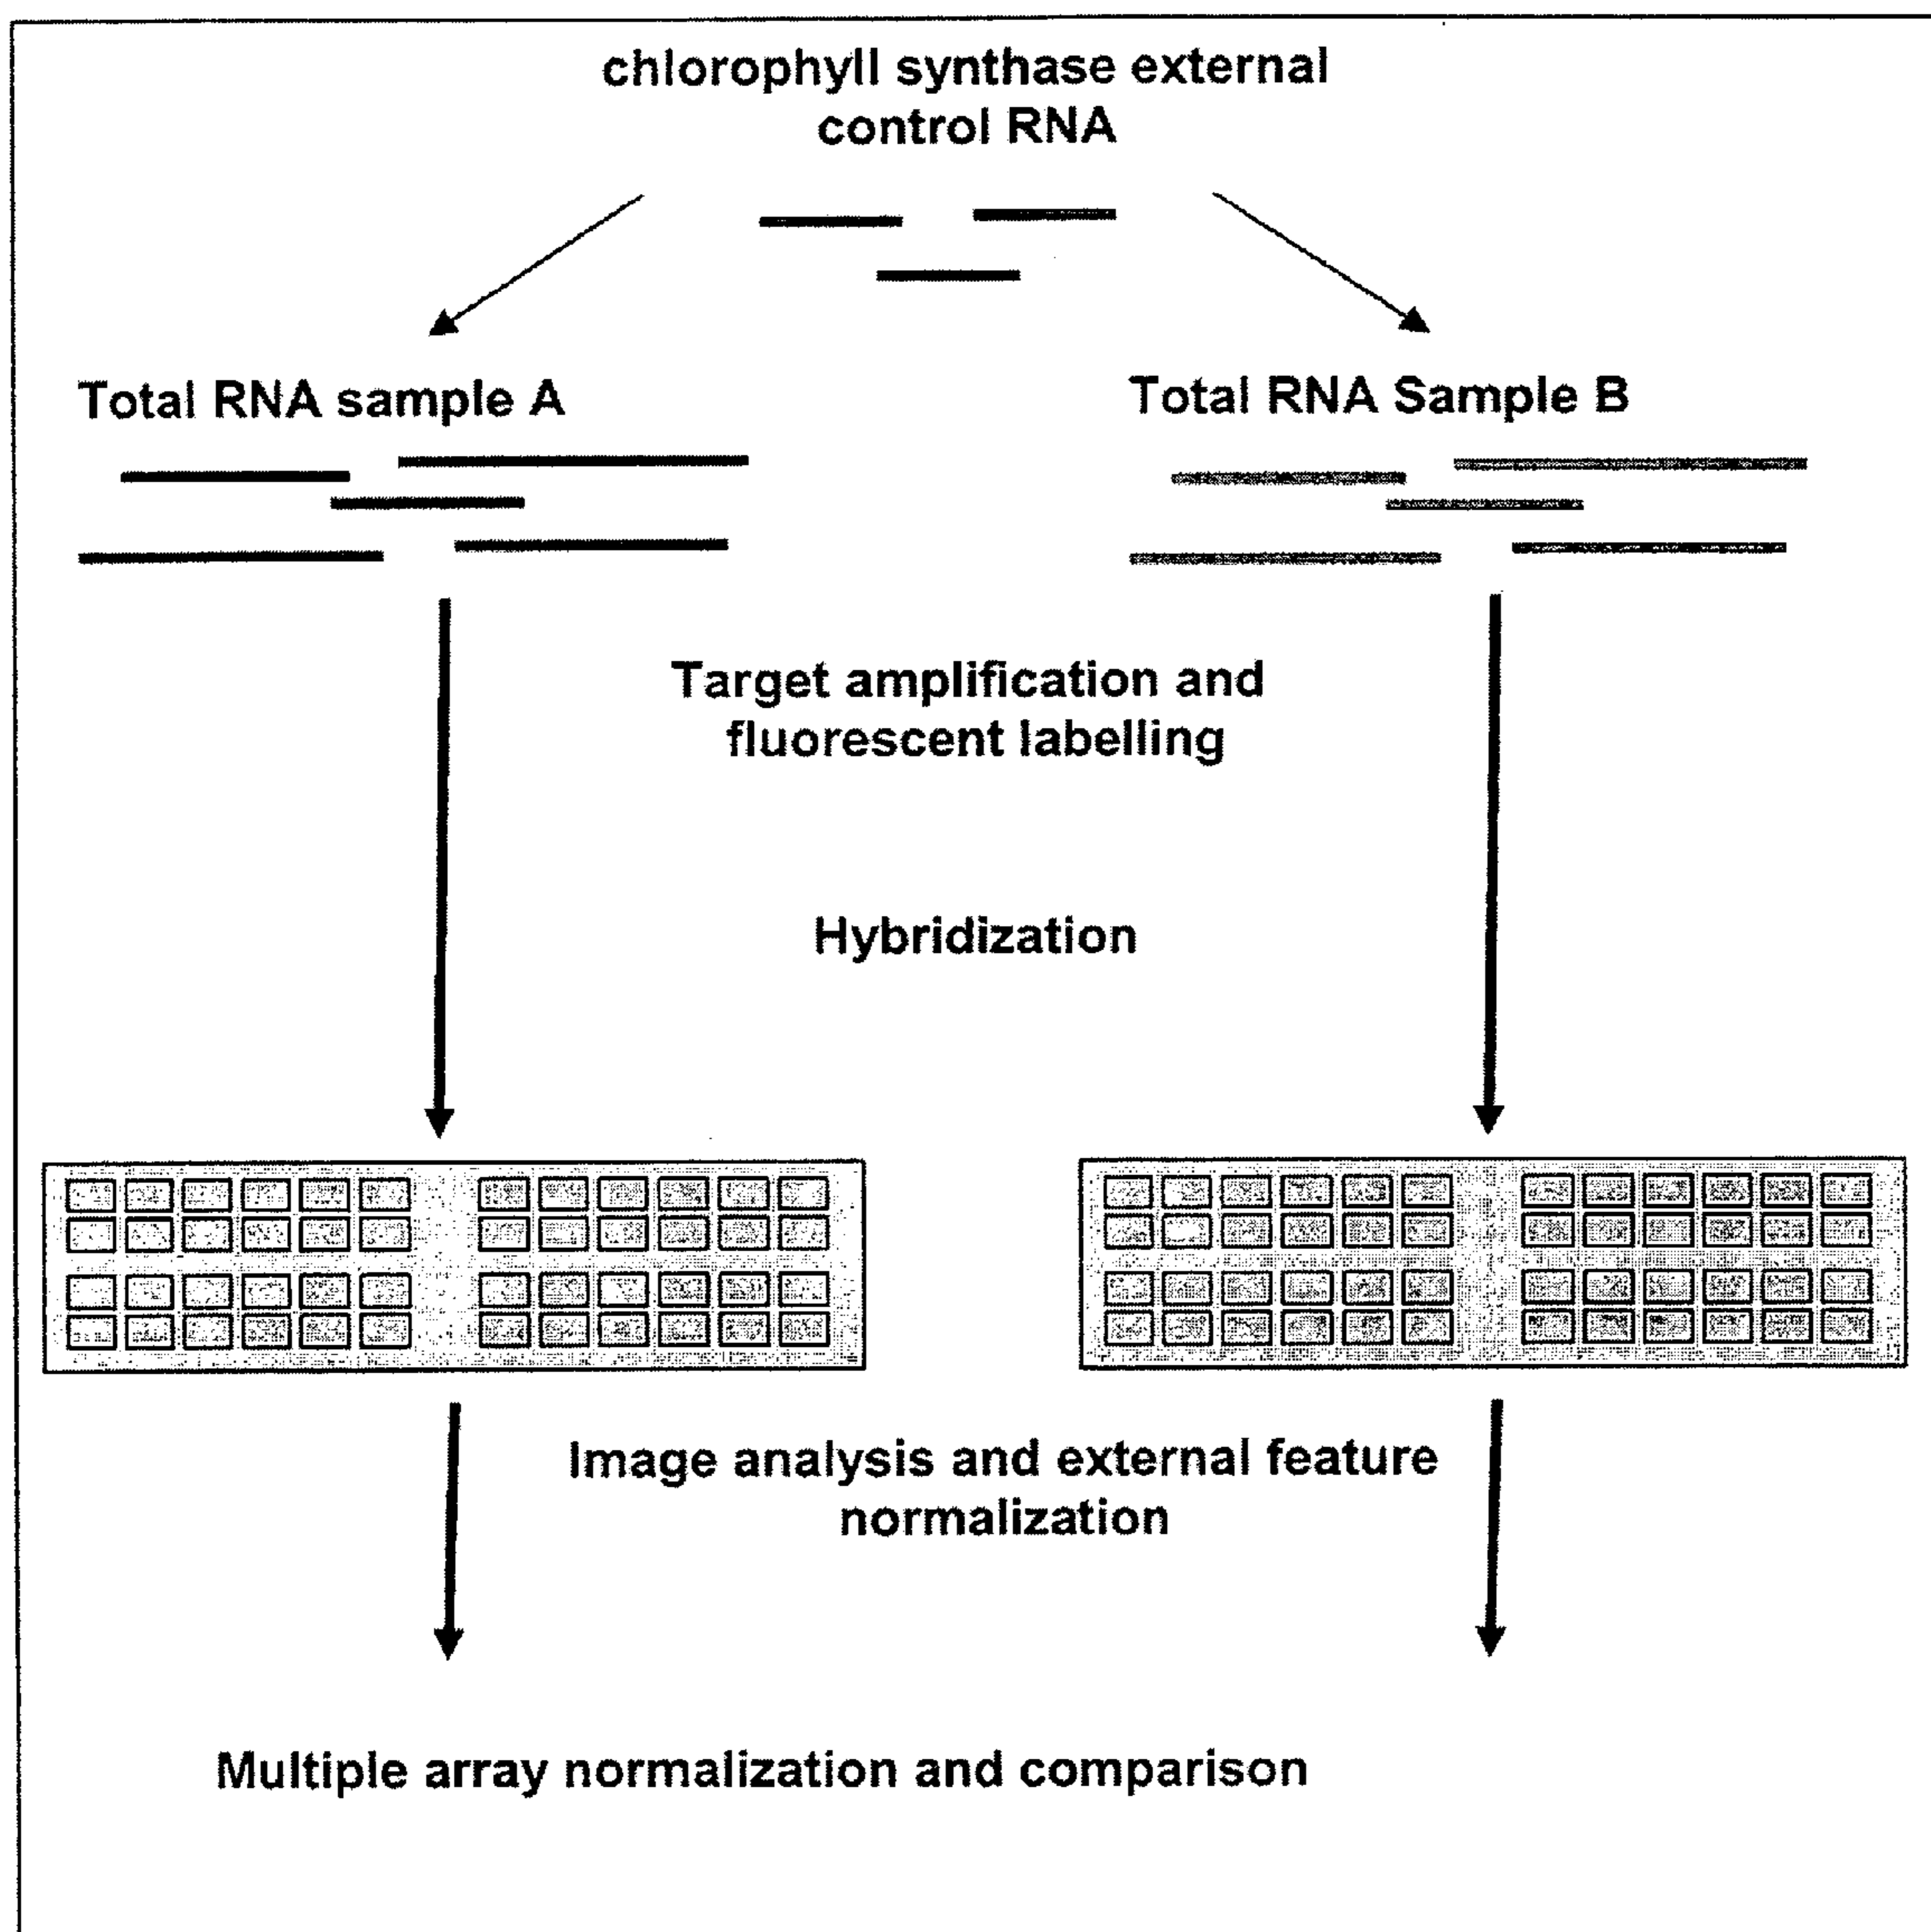 chlorophyll synthase external
control RNA
Total RNA sample A
Total RNA Sample B
Target amplification and
fluorescent labelling
Hybridization
Image analysis and external feature
normalization
Multiple array normalization and comparison